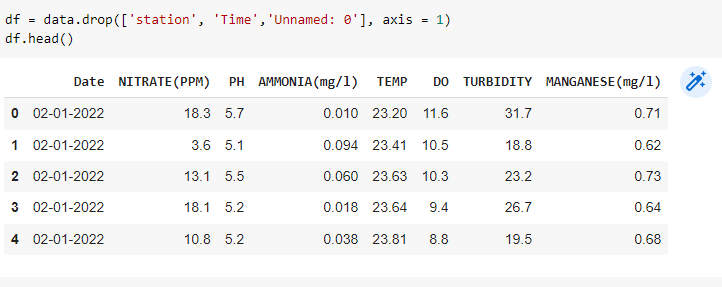 df = data.drop(['station', 'Time','Unnamed: 0'], axis = 1)
df.head()
Date NITRATE(PPM) PH AMMONIA(mg/l) TEMP DO TURBIDITY MANGANESE(mg/l)
0 02-01-2022 18.3 5.7 0.010 23.20 11.6 31.7 0.71
1 02-01-2022 3.6 5.1 0.094 23.41 10.5 18.8 0.62
2 02-01-2022 13.1 5.5 0.060 23.63 10.3 23.2 0.73
3 02-01-2022 18.1 5.2 0.018 23.64 9.4 26.7 0.64
4 02-01-2022 10.8 5.2 0.038 23.81 8.8 19.5 0.68